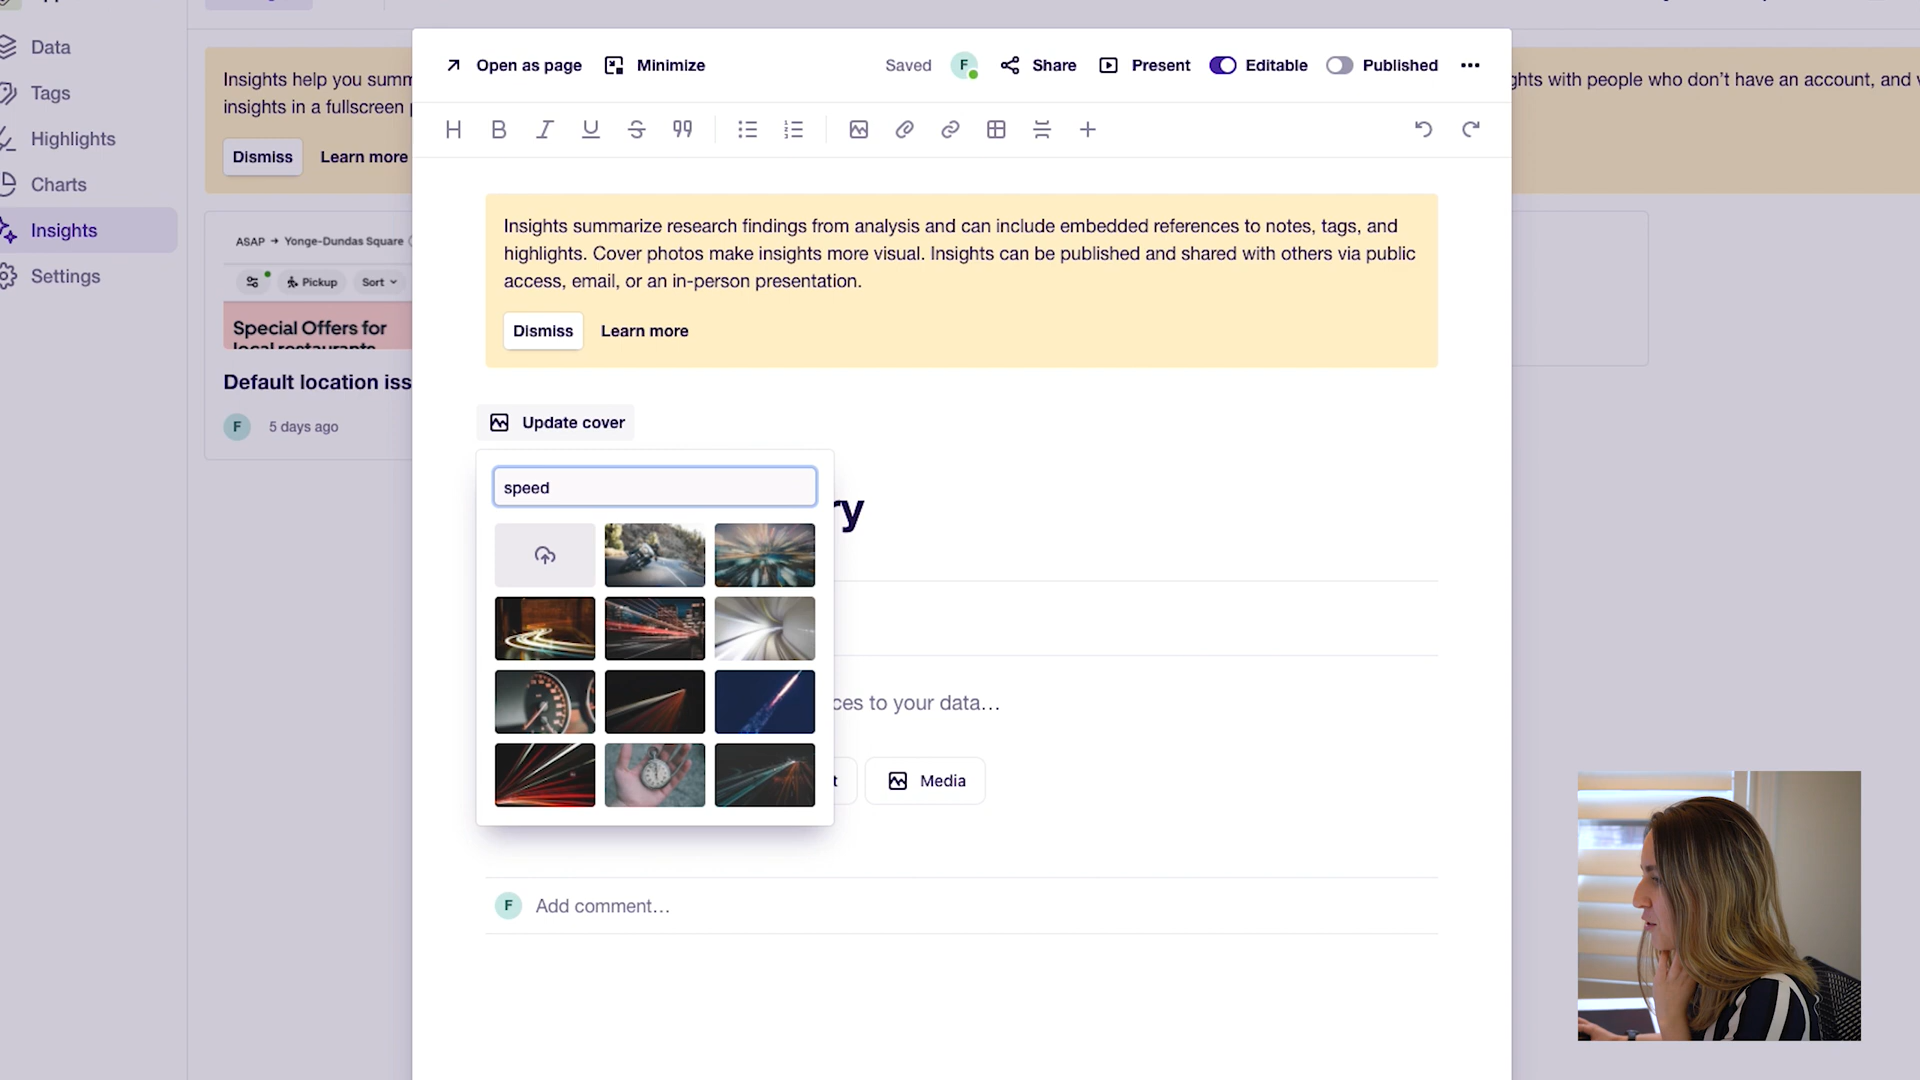 Data
Tags
Highlights
Charts
Insights
Settings
Insights help you summ
insights in a fullscreen
Dismiss Learn more
ASAP → Yonge-Dundas Square
Pickup Sort
Special Offers for
local restaurants
Default location iss
F 5 days ago
Open as page Minimize
Saved F Share Present Editable Published
H B I U S
Insights summarize research findings from analysis and can include embedded references to notes, tags, and
highlights. Cover photos make insights more visual. Insights can be published and shared with others via public
access, email, or an in-person presentation.
Dismiss Learn more
Update cover
speed
ry
ces to your data…
t Media
F Add comment…
ghts with people who don’t have an account, and v